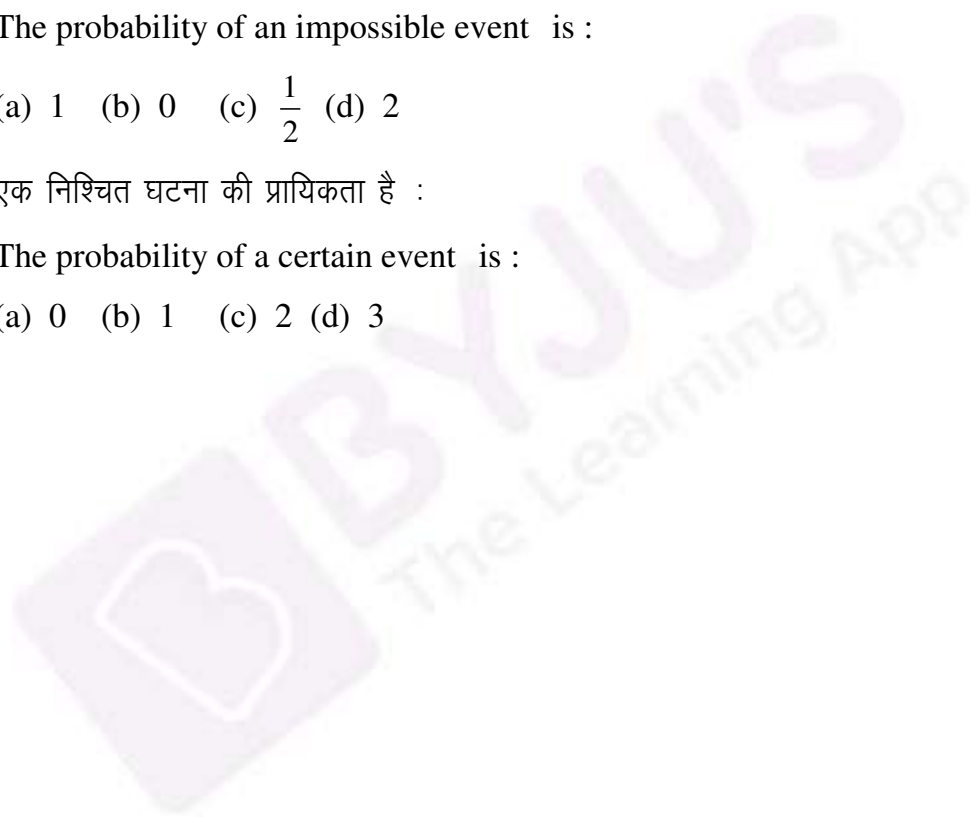 The probability of an impossible event is :
(a) 1 (b) 0 (c) 1/2 (d) 2
एक निश्चित घटना की प्रायिकता है :
The probability of a certain event is :
(a) 0 (b) 1 (c) 2 (d) 3
BYJU'S
The Learning App